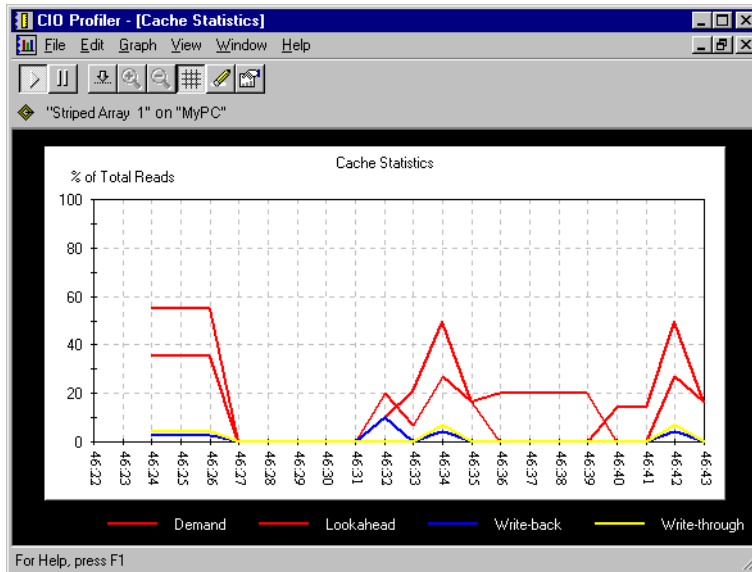 CIO Profiler - [Cache Statistics]
File Edit Graph View Window Help
"Striped Array 1" on "MyPC"
Cache Statistics
% of Total Reads
100
80
60
40
20
0
46:22 46:23 46:24 46:25 46:26 46:27 46:28 46:29 46:30 46:31 46:32 46:33 46:34 46:35 46:36 46:37 46:38 46:39 46:40 46:41 46:42 46:43
Demand Lookahead Write-back Write-through
For Help, press F1